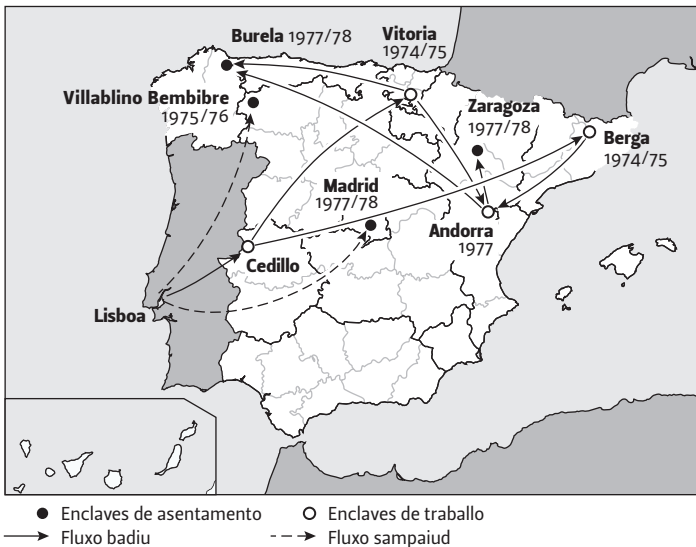 Burela 1977/78
Vitoria
1974/75
Villablino Bembibre
1975/76
Zaragoza
1977/78
Berga
1974/75
Madrid
1977/78
Andorra
1977
Cedillo
Lisboa
Enclaves de asentamento
Enclaves de traballo
Fluxo badiu
Fluxo sampaiud